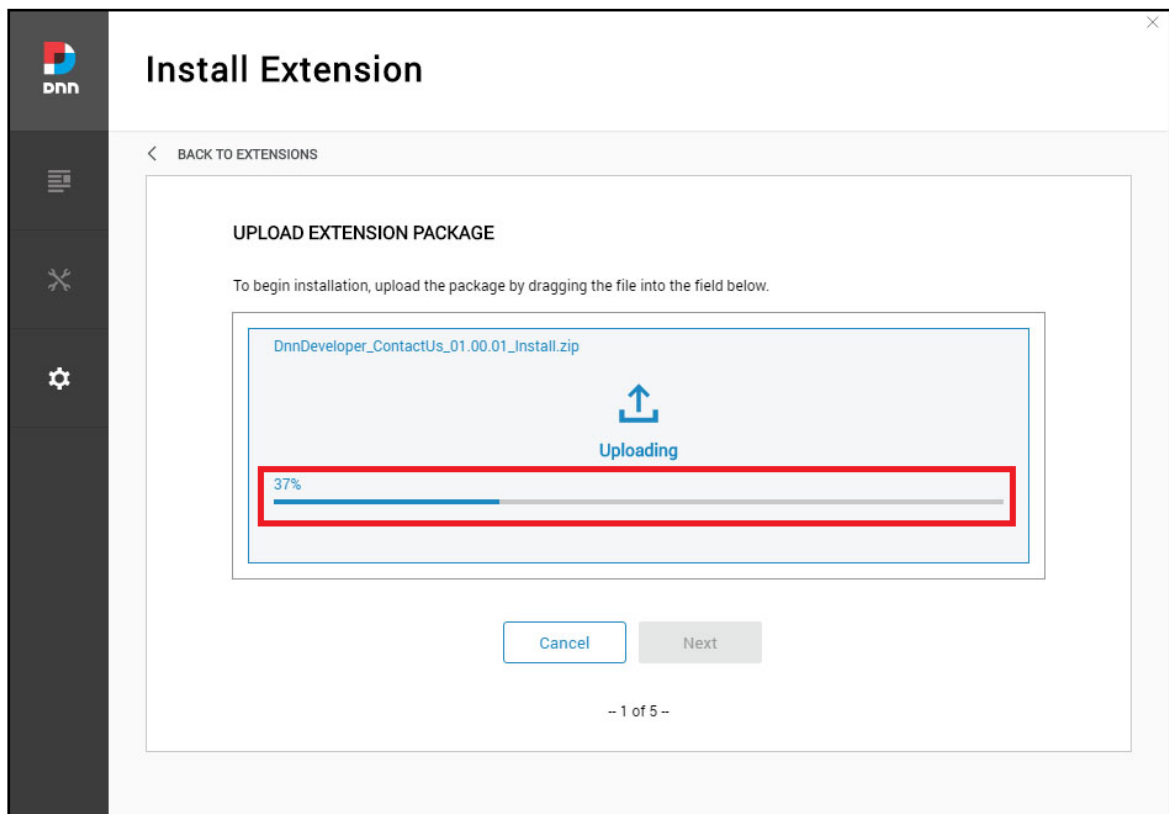 Dnn
Install Extension
BACK TO EXTENSIONS
UPLOAD EXTENSION PACKAGE
To begin installation, upload the package by dragging the file into the field below.
DnnDeveloper_ContactUs_01.00.01_Install.zip
Uploading
37%
Cancel Next
-- 1 of 5 --